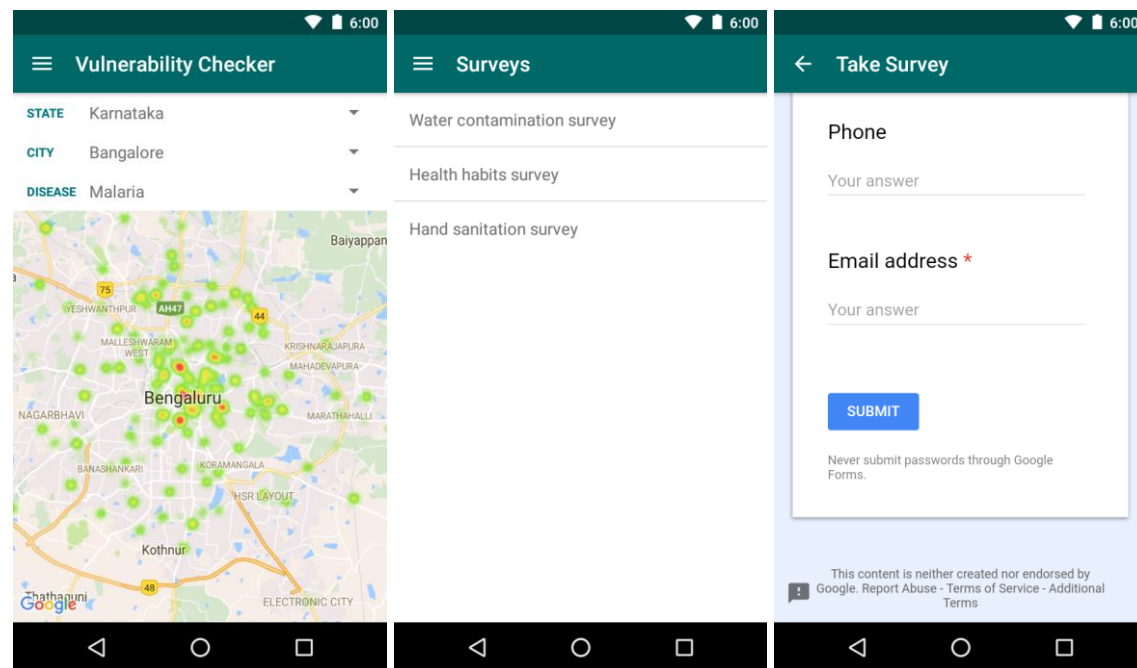 6:00
Vulnerability Checker
STATE Karnataka
CITY Bangalore
DISEASE Malaria
Baiyappan
75
YESHWANTHPUR
AH47
44
MALLESHWARAM
WEST
KRISHNARAJAPURA
MAHADEVAPURA
Bengaluru
NAGARBHAVI
MARATHAHALLI
BANASHANKARI
KORAMANGALA
HSR LAYOUT
Kothnur
48
Thathaguni
Google
ELECTRONIC CITY
6:00
Surveys
Water contamination survey
Health habits survey
Hand sanitation survey
6:00
Take Survey
Phone
Your answer
Email address *
Your answer
SUBMIT
Never submit passwords through Google
Forms.
This content is neither created nor endorsed by
Google. Report Abuse - Terms of Service - Additional
Terms